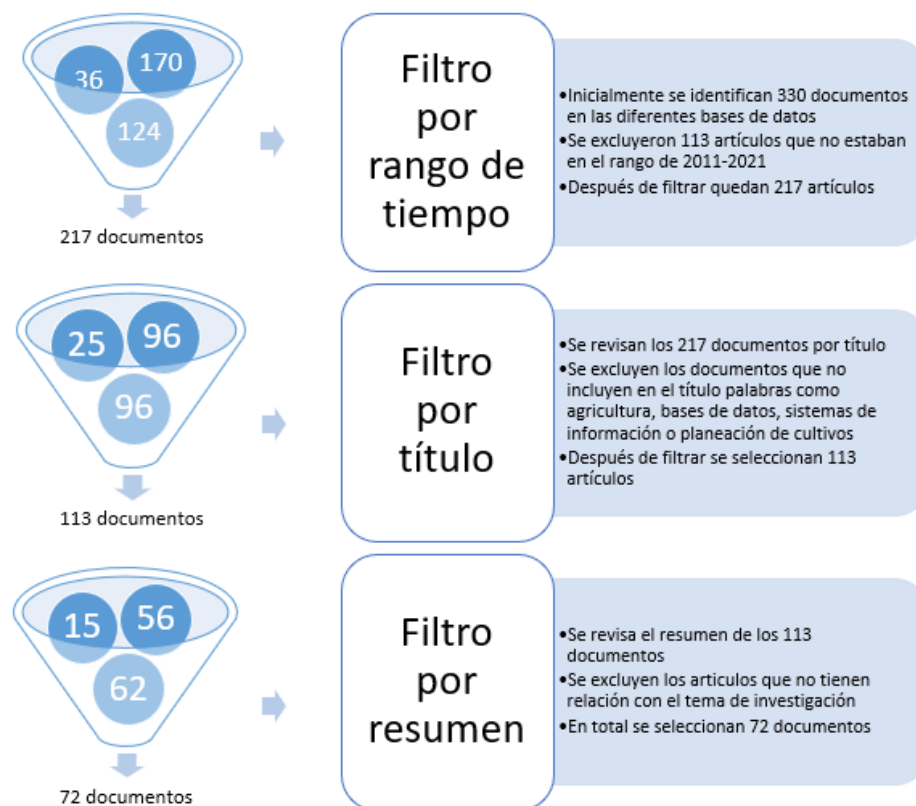 36
170
124
217 documentos
Filtro
por
rango de
tiempo
•Inicialmente se identifican 330 documentos
en las diferentes bases de datos
•Se excluyeron 113 artículos que no estaban
en el rango de 2011-2021
•Después de filtrar quedan 217 artículos
25
96
96
113 documentos
Filtro
por
título
•Se revisan los 217 documentos por título
•Se excluyen los documentos que no
incluyen en el título palabras como
agricultura, bases de datos, sistemas de
información o planeación de cultivos
•Después de filtrar se seleccionan 113
artículos
15
56
62
72 documentos
Filtro
por
resumen
•Se revisa el resumen de los 113
documentos
•Se excluyen los articulos que no tienen
relación con el tema de investigación
•En total se seleccionan 72 documentos